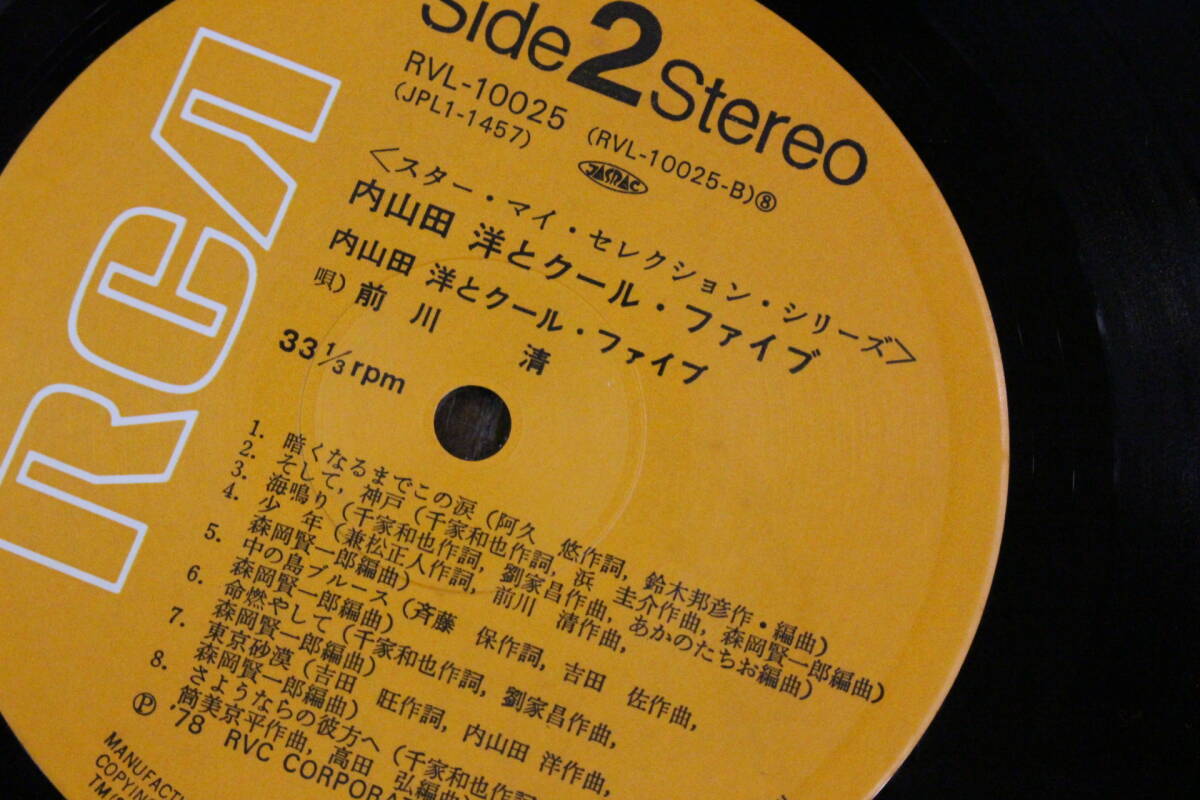 RCA
Side 2 Stereo
RVL-10025
(JPL1-1457)
(RVL-10025-B)⑧
JASRAC
〈スター・マイ・セレクション・シリーズ〉
内山田 洋とクール・ファイブ
内山田 洋とクール・ファイブ
唄) 前川 清
33 1/3 rpm
1. 暗くなるまでこの涙 (阿久 悠作詞, 鈴木邦彦作・編曲)
2. そして, 神戸 (千家和也作詞, 浜 圭介作曲, 森岡賢一郎編曲)
3. 海鳴り (千家和也作詞, 劉家昌作曲, あかのたちお編曲)
4. 少 年 (兼松正人作詞, 前川 清作曲,
森岡賢一郎編曲)
5. 中の島ブルース (斉藤 保作詞, 吉田 佐作曲,
森岡賢一郎編曲)
6. 命燃やして (千家和也作詞, 劉家昌作曲,
森岡賢一郎編曲)
7. 東京砂漠 (吉田 旺作詞, 内山田 洋作曲,
森岡賢一郎編曲)
8. さようならの彼方へ (千家和也作詞,
筒美京平作曲, 高田 弘編曲)
Ⓟ '78 RVC CORPORAT
MANUFACT
COPYING